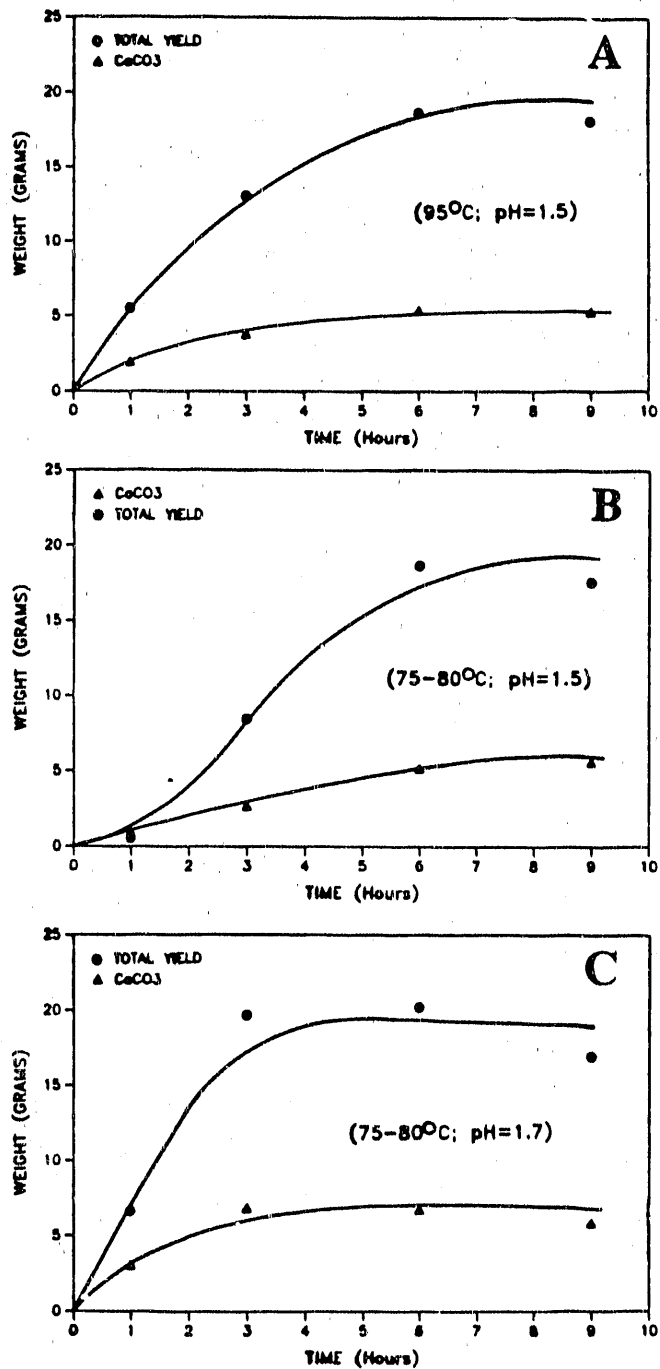 25
TOTAL YIELD
CaCO3
A
20
15
(95°C; pH=1.5)
10
5
0
0 1 2 3 4 5 6 7 8 9 10
WEIGHT (GRAMS)
TIME (Hours)
25
CaCO3
TOTAL YIELD
B
20
15
(75-80°C; pH=1.5)
10
5
0
0 1 2 3 4 5 6 7 8 9 10
WEIGHT (GRAMS)
TIME (Hours)
25
TOTAL YIELD
CaCO3
C
20
15
(75-80°C; pH=1.7)
10
5
0
0 1 2 3 4 5 6 7 8 9 10
WEIGHT (GRAMS)
TIME (Hours)